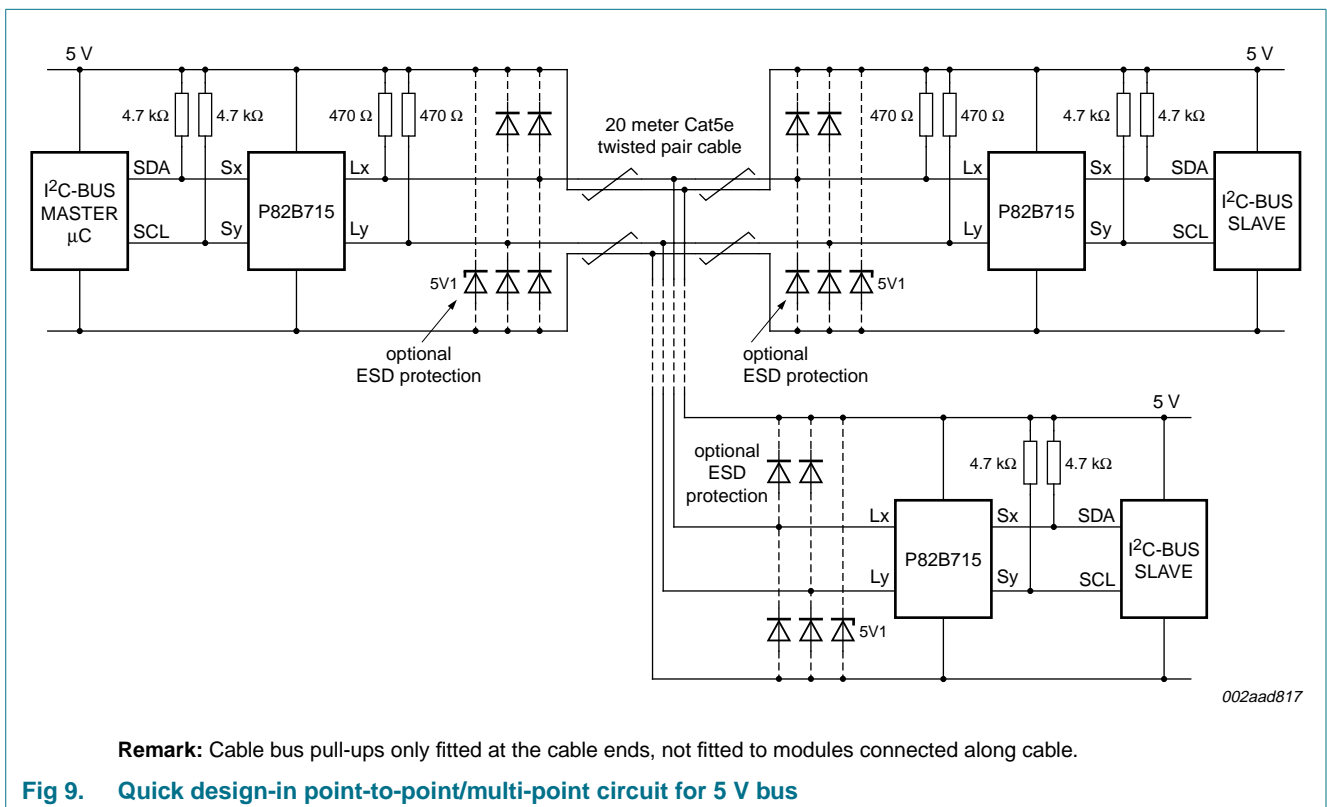 5 V
5 V
4.7 kΩ
4.7 kΩ
470 Ω
470 Ω
20 meter Cat5e
twisted pair cable
470 Ω
470 Ω
4.7 kΩ
4.7 kΩ
I²C-BUS
MASTER
μC
SDA
SCL
Sx
Sy
P82B715
Lx
Ly
Lx
Ly
P82B715
Sx
Sy
SDA
SCL
I²C-BUS
SLAVE
5V1
5V1
optional
ESD protection
optional
ESD protection
5 V
optional
ESD
protection
4.7 kΩ
4.7 kΩ
Lx
Ly
P82B715
Sx
Sy
SDA
SCL
I²C-BUS
SLAVE
5V1
002aad817
Remark: Cable bus pull-ups only fitted at the cable ends, not fitted to modules connected along cable.
Fig 9. Quick design-in point-to-point/multi-point circuit for 5 V bus